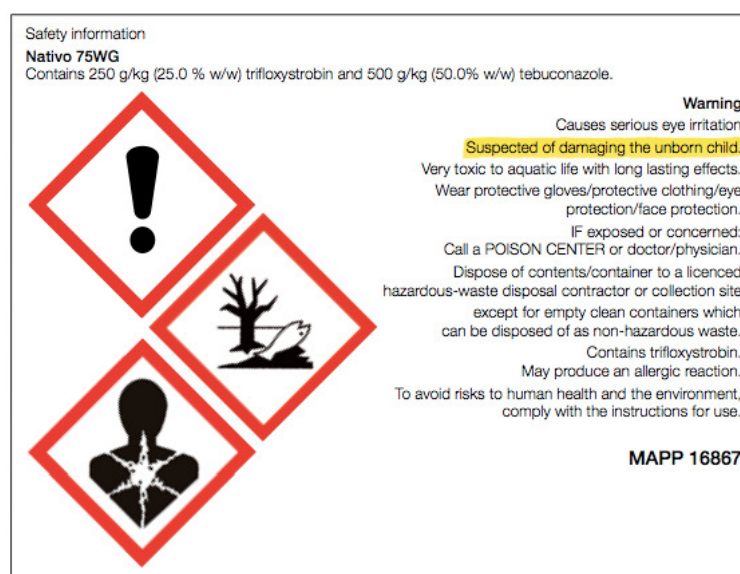 Safety information
Nativo 75WG
Contains 250 g/kg (25.0 % w/w) trifloxystrobin and 500 g/kg (50.0% w/w) tebuconazole.
Warning
Causes serious eye irritation
Suspected of damaging the unborn child.
Very toxic to aquatic life with long lasting effects.
Wear protective gloves/protective clothing/eye
protection/face protection.
IF exposed or concerned:
Call a POISON CENTER or doctor/physician.
Dispose of contents/container to a licenced
hazardous-waste disposal contractor or collection site
except for empty clean containers which
can be disposed of as non-hazardous waste.
Contains trifloxystrobin.
May produce an allergic reaction.
To avoid risks to human health and the environment,
comply with the instructions for use.
MAPP 16867